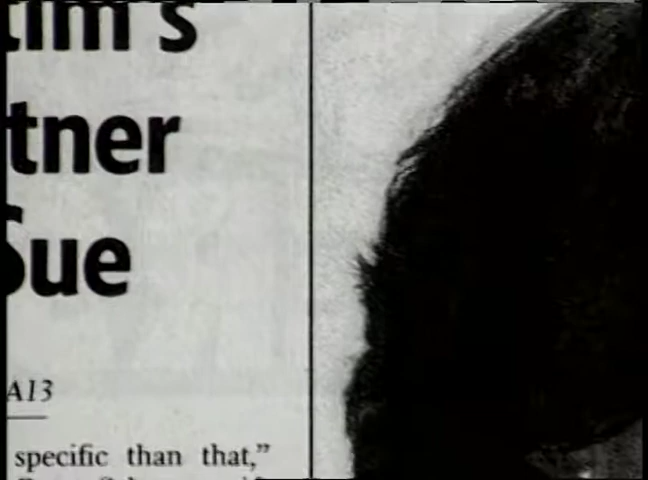 tim's
tner
Sue
A13
specific than that,”